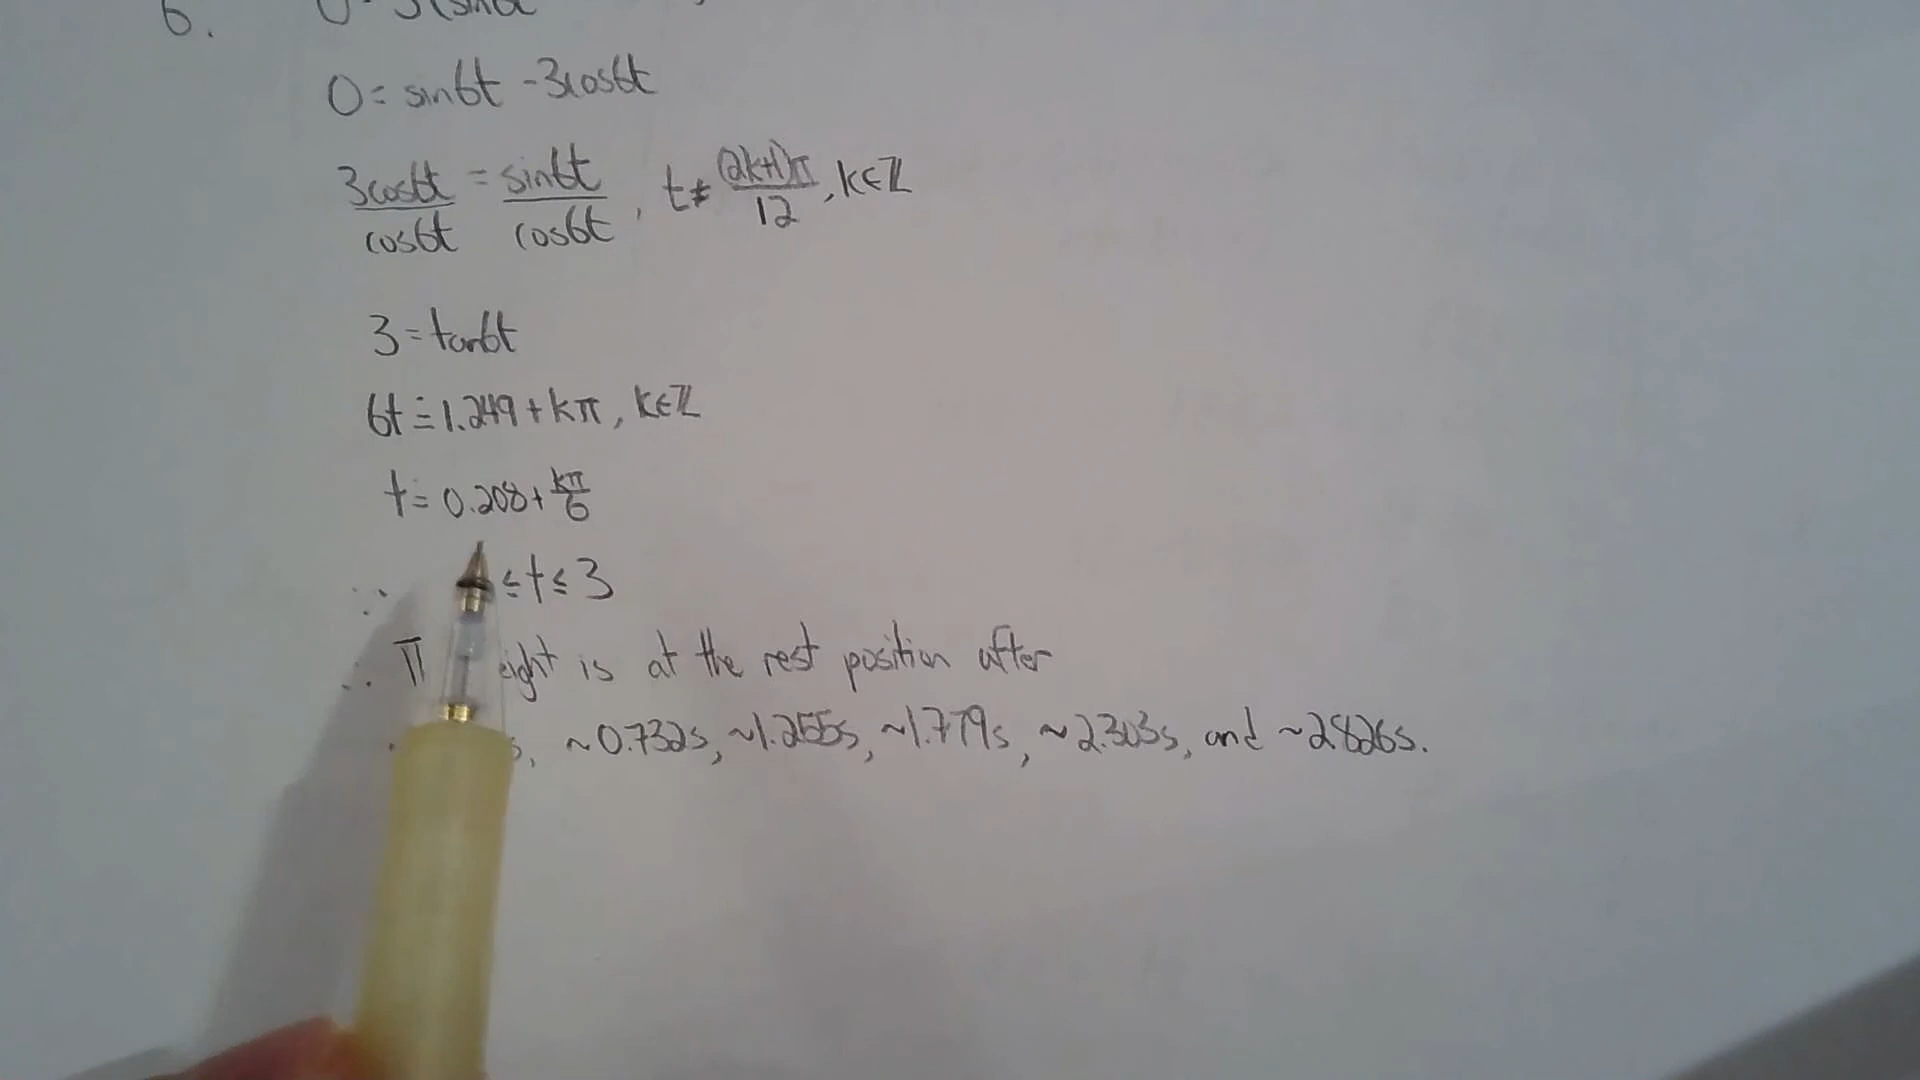 6.
0 = sin6t - 3cos6t
3cos6t/cos6t = sin6t/cos6t, t ≠ (2k+1)π/12, k∈ℤ
3 = tan6t
6t ≐ 1.249 + kπ, k∈ℤ
t ≐ 0.208 + kπ/6
∵ ≤ t ≤ 3
∴ is at the rest position after
~0.732s, ~1.255s, ~1.779s, ~2.303s, and ~2.826s.